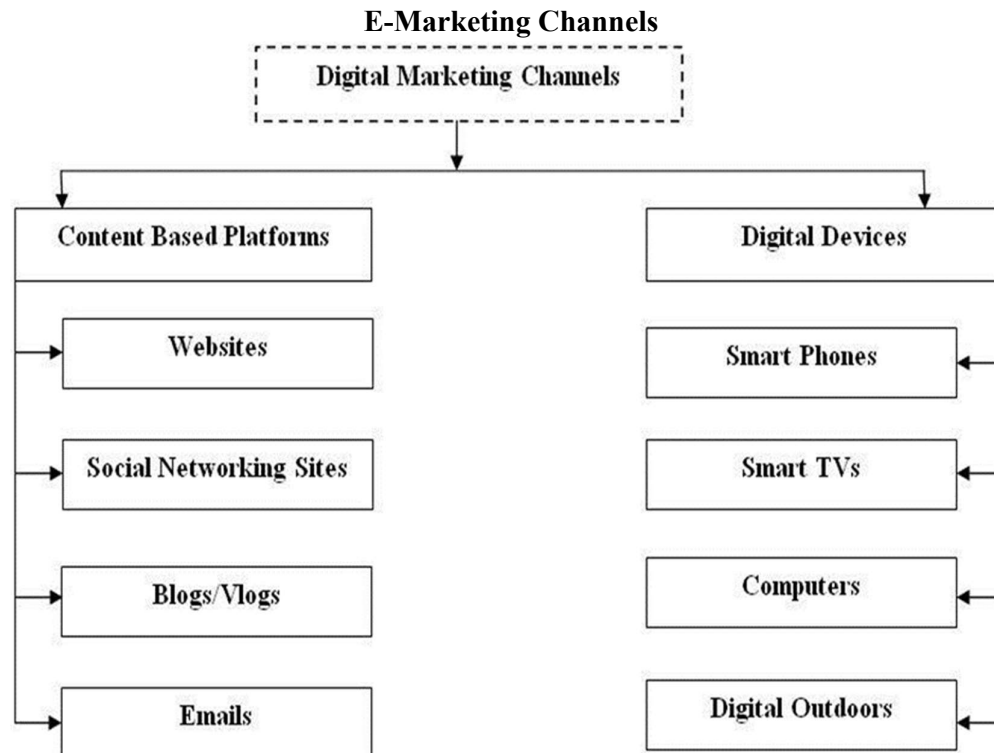 E-Marketing Channels
Digital Marketing Channels
Content Based Platforms
Websites
Social Networking Sites
Blogs/Vlogs
Emails
Digital Devices
Smart Phones
Smart TVs
Computers
Digital Outdoors